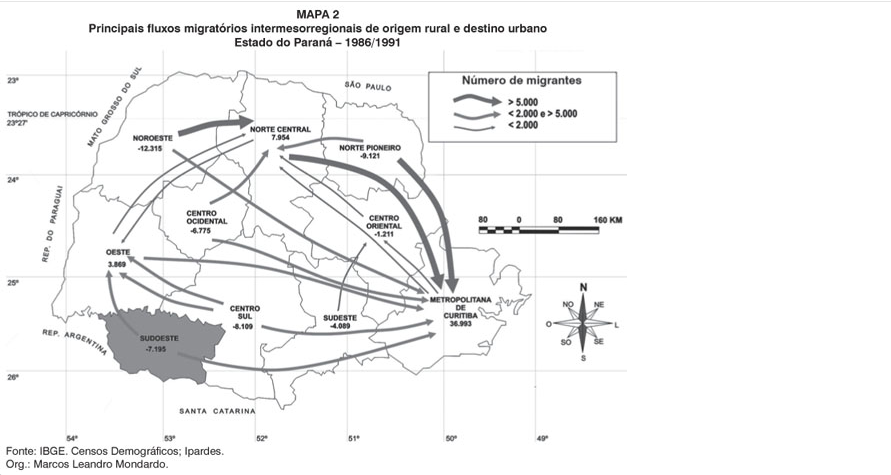 MAPA 2
Principais fluxos migratórios intermesorregionais de origem rural e destino urbano
Estado do Paraná – 1986/1991
Número de migrantes
> 5.000
< 2.000 e > 5.000
< 2.000
23º
TRÓPICO DE CAPRICÓRNIO
23º27'
24º
25º
26º
MATO GROSSO DO SUL
SÃO PAULO
REP. DO PARAGUAI
REP. ARGENTINA
SANTA CATARINA
NOROESTE
-12.315
NORTE CENTRAL
7.954
NORTE PIONEIRO
-9.121
CENTRO
OCIDENTAL
-6.775
CENTRO
ORIENTAL
-1.211
OESTE
3.869
METROPOLITANA
DE
CURITIBA
36.993
CENTRO
SUL
-8.109
SUDESTE
-4.089
SUDOESTE
-7.195
80 0 80 160 KM
N
NO NE
O L
SO SE
S
54º 53º 52º 51º 50º 49º
Fonte: IBGE. Censos Demográficos; Ipardes.
Org.: Marcos Leandro Mondardo.